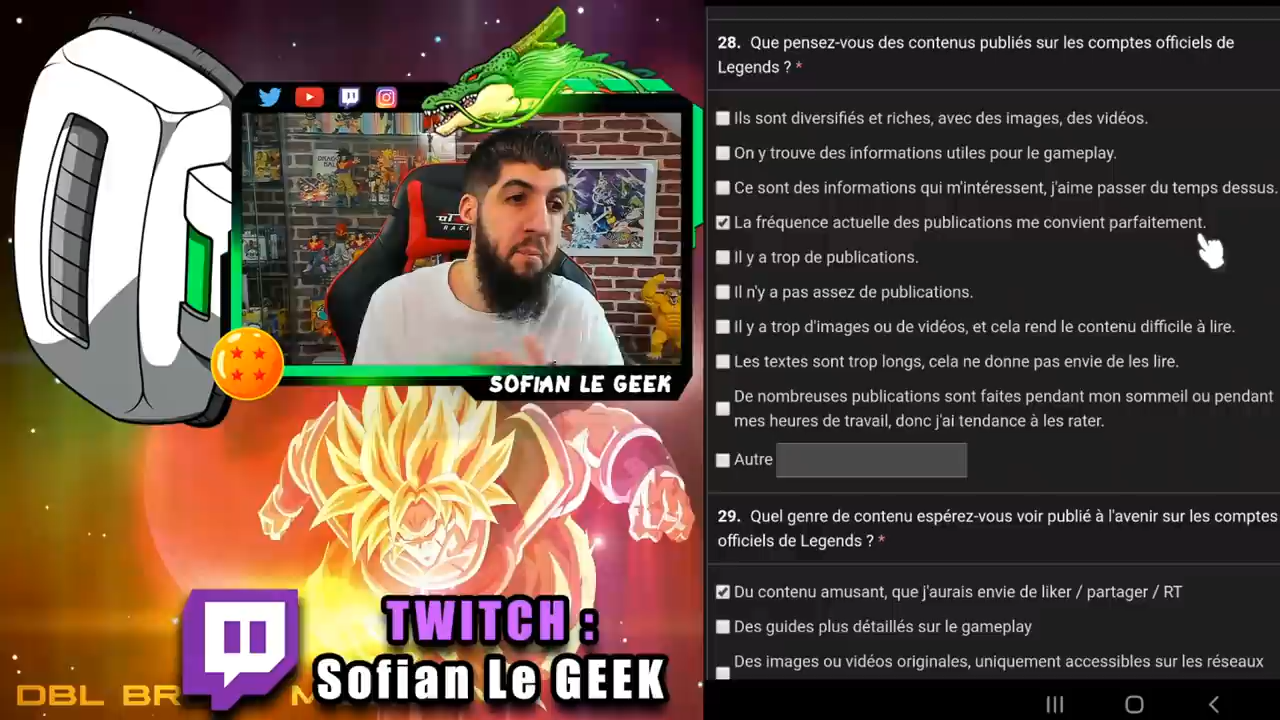 28. Que pensez-vous des contenus publiés sur les comptes officiels de
Legends ? *
Ils sont diversifiés et riches, avec des images, des vidéos.
On y trouve des informations utiles pour le gameplay.
Ce sont des informations qui m'intéressent, j'aime passer du temps dessus.
La fréquence actuelle des publications me convient parfaitement.
Il y a trop de publications.
Il n'y a pas assez de publications.
Il y a trop d'images ou de vidéos, et cela rend le contenu difficile à lire.
Les textes sont trop longs, cela ne donne pas envie de les lire.
De nombreuses publications sont faites pendant mon sommeil ou pendant
mes heures de travail, donc j'ai tendance à les rater.
Autre
29. Quel genre de contenu espérez-vous voir publié à l'avenir sur les comptes
officiels de Legends ? *
Du contenu amusant, que j'aurais envie de liker / partager / RT
Des guides plus détaillés sur le gameplay
Des images ou vidéos originales, uniquement accessibles sur les réseaux
SOFIAN LE GEEK
TWITCH :
Sofian Le GEEK
DBL BR